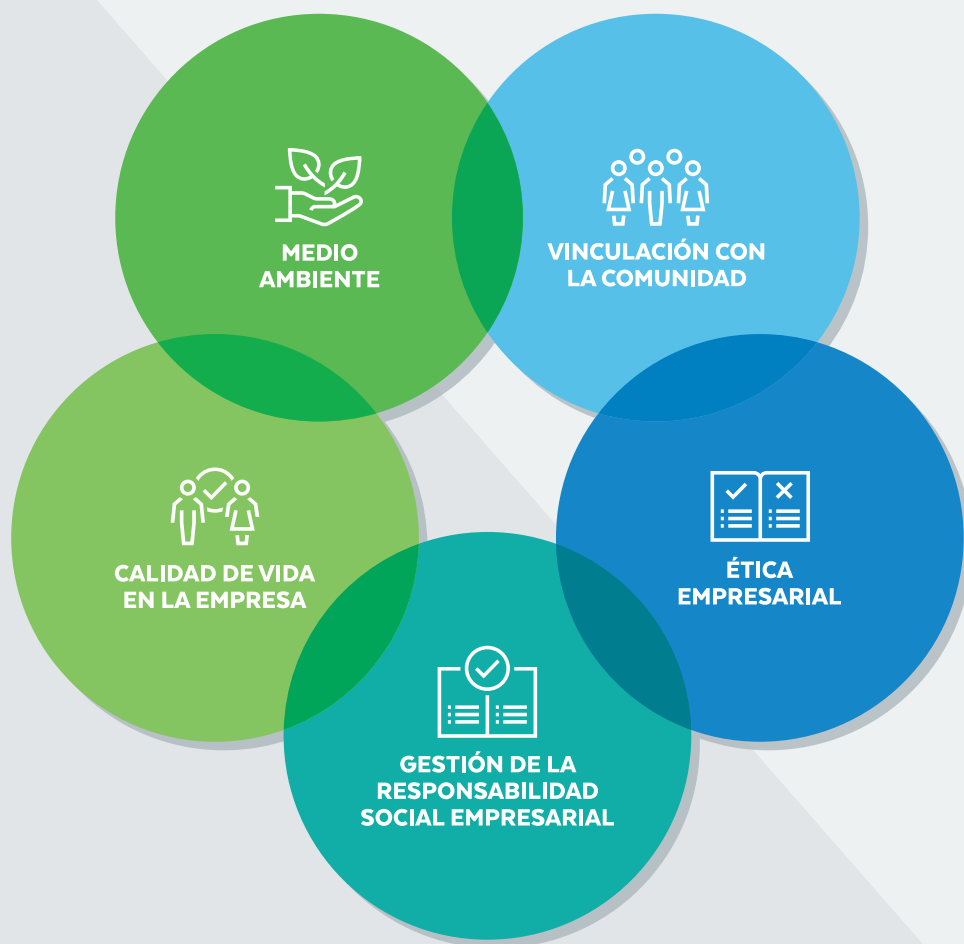 MEDIO
AMBIENTE
VINCULACIÓN CON
LA COMUNIDAD
CALIDAD DE VIDA
EN LA EMPRESA
ÉTICA
EMPRESARIAL
GESTIÓN DE LA
RESPONSABILIDAD
SOCIAL EMPRESARIAL